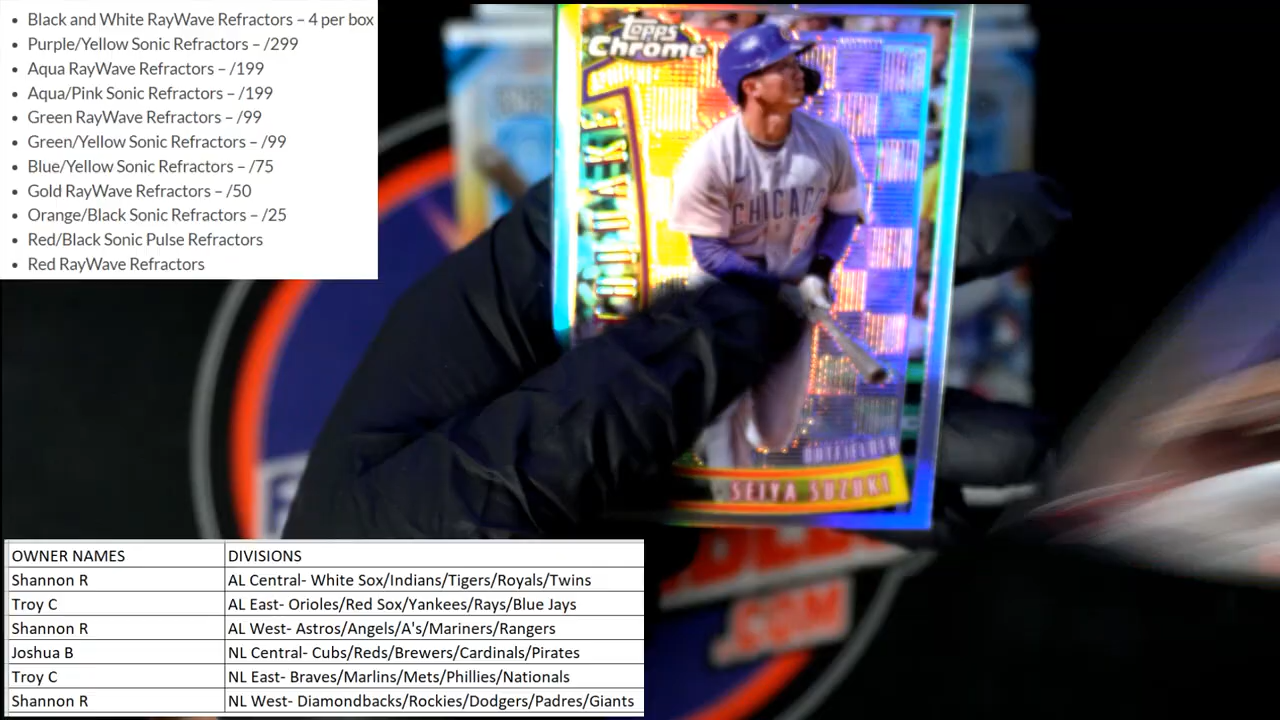 Black and White RayWave Refractors – 4 per box
Purple/Yellow Sonic Refractors – /299
Aqua RayWave Refractors – /199
Aqua/Pink Sonic Refractors – /199
Green RayWave Refractors – /99
Green/Yellow Sonic Refractors – /99
Blue/Yellow Sonic Refractors – /75
Gold RayWave Refractors – /50
Orange/Black Sonic Refractors – /25
Red/Black Sonic Pulse Refractors
Red RayWave Refractors
Topps
Chrome
CHICAGO
OUTFIELDER
SEIYA SUZUKI
.COM
OWNER NAMES DIVISIONS
Shannon R AL Central- White Sox/Indians/Tigers/Royals/Twins
Troy C AL East- Orioles/Red Sox/Yankees/Rays/Blue Jays
Shannon R AL West- Astros/Angels/A's/Mariners/Rangers
Joshua B NL Central- Cubs/Reds/Brewers/Cardinals/Pirates
Troy C NL East- Braves/Marlins/Mets/Phillies/Nationals
Shannon R NL West- Diamondbacks/Rockies/Dodgers/Padres/Giants